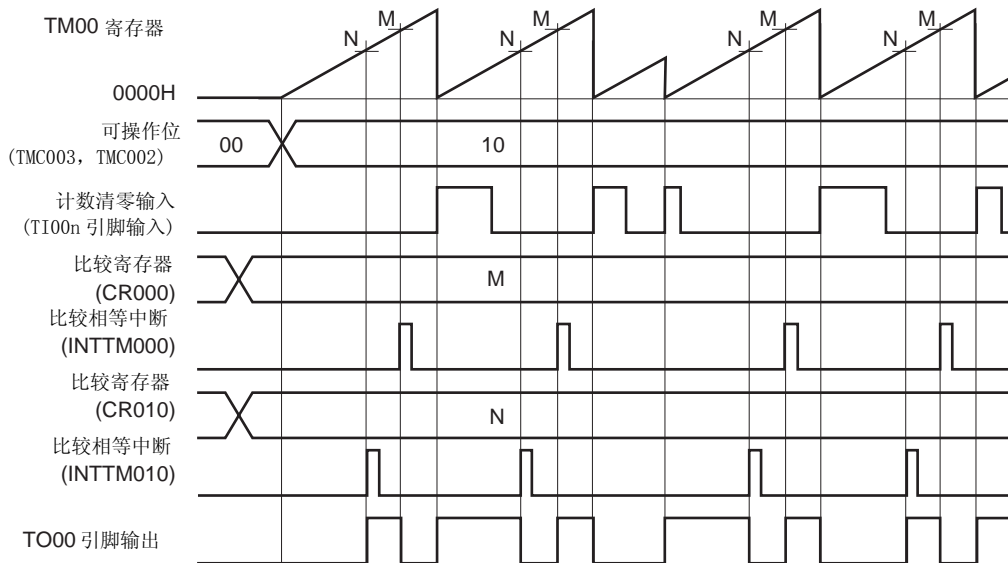 TM00 寄存器
N
M
N
M
N
M
N
M
0000H
可操作位
(TMC003，TMC002)
00
10
计数清零输入
(TI00n 引脚输入)
比较寄存器
(CR000)
M
比较相等中断
(INTTM000)
比较寄存器
(CR010)
N
比较相等中断
(INTTM010)
TO00 引脚输出